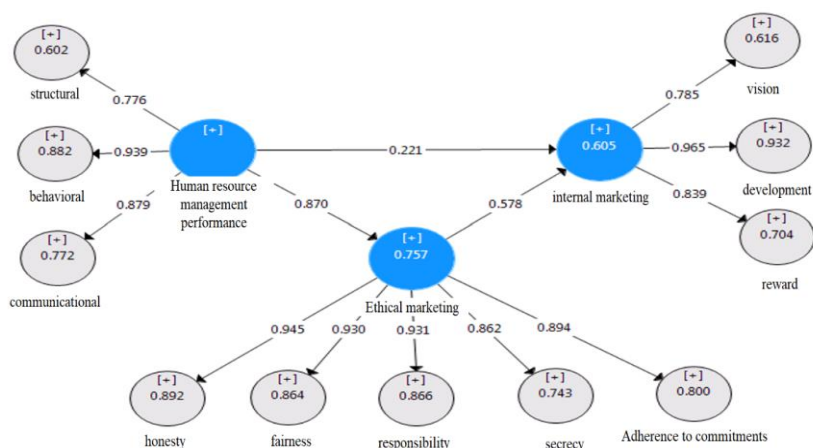 [+]
0.602
structural
0.776
[+]
0.882
behavioral
0.939
[+]
0.772
communicational
0.879
[+]
Human resource
management
performance
0.221
0.870
[+]
0.605
internal marketing
0.578
[+]
0.757
Ethical marketing
[+]
0.616
vision
0.785
[+]
0.932
development
0.965
[+]
0.704
reward
0.839
0.945
0.930
0.931
0.862
0.894
[+]
0.892
honesty
[+]
0.864
fairness
[+]
0.866
responsibility
[+]
0.743
secrecy
[+]
0.800
Adherence to commitments